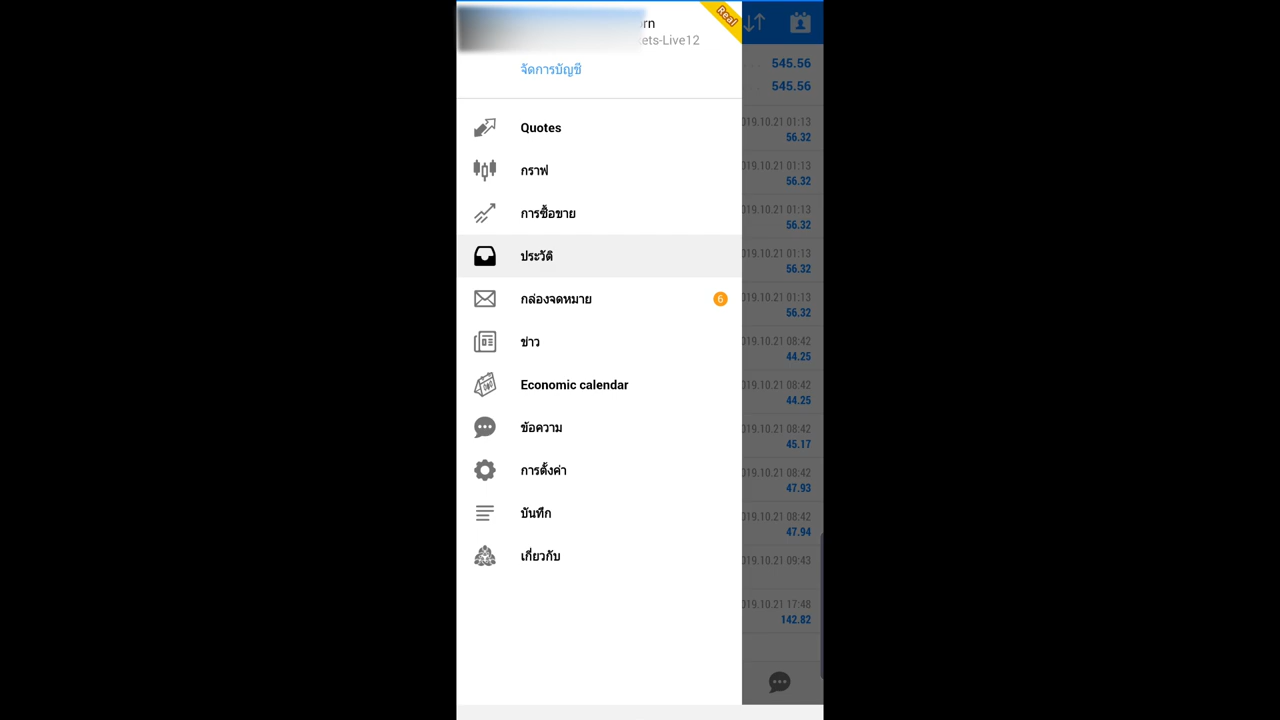 Real
จัดการบัญชี
Quotes
กราฟ
การซื้อขาย
ประวัติ
กล่องจดหมาย 6
ข่าว
Economic calendar
ข้อความ
การตั้งค่า
บันทึก
เกี่ยวกับ
545.56
545.56
019.10.21 01:13
56.32
019.10.21 01:13
56.32
019.10.21 01:13
56.32
019.10.21 01:13
56.32
019.10.21 01:13
56.32
019.10.21 08:42
44.25
019.10.21 08:42
44.25
019.10.21 08:42
45.17
019.10.21 08:42
47.93
019.10.21 08:42
47.94
019.10.21 09:43
019.10.21 17:48
142.82